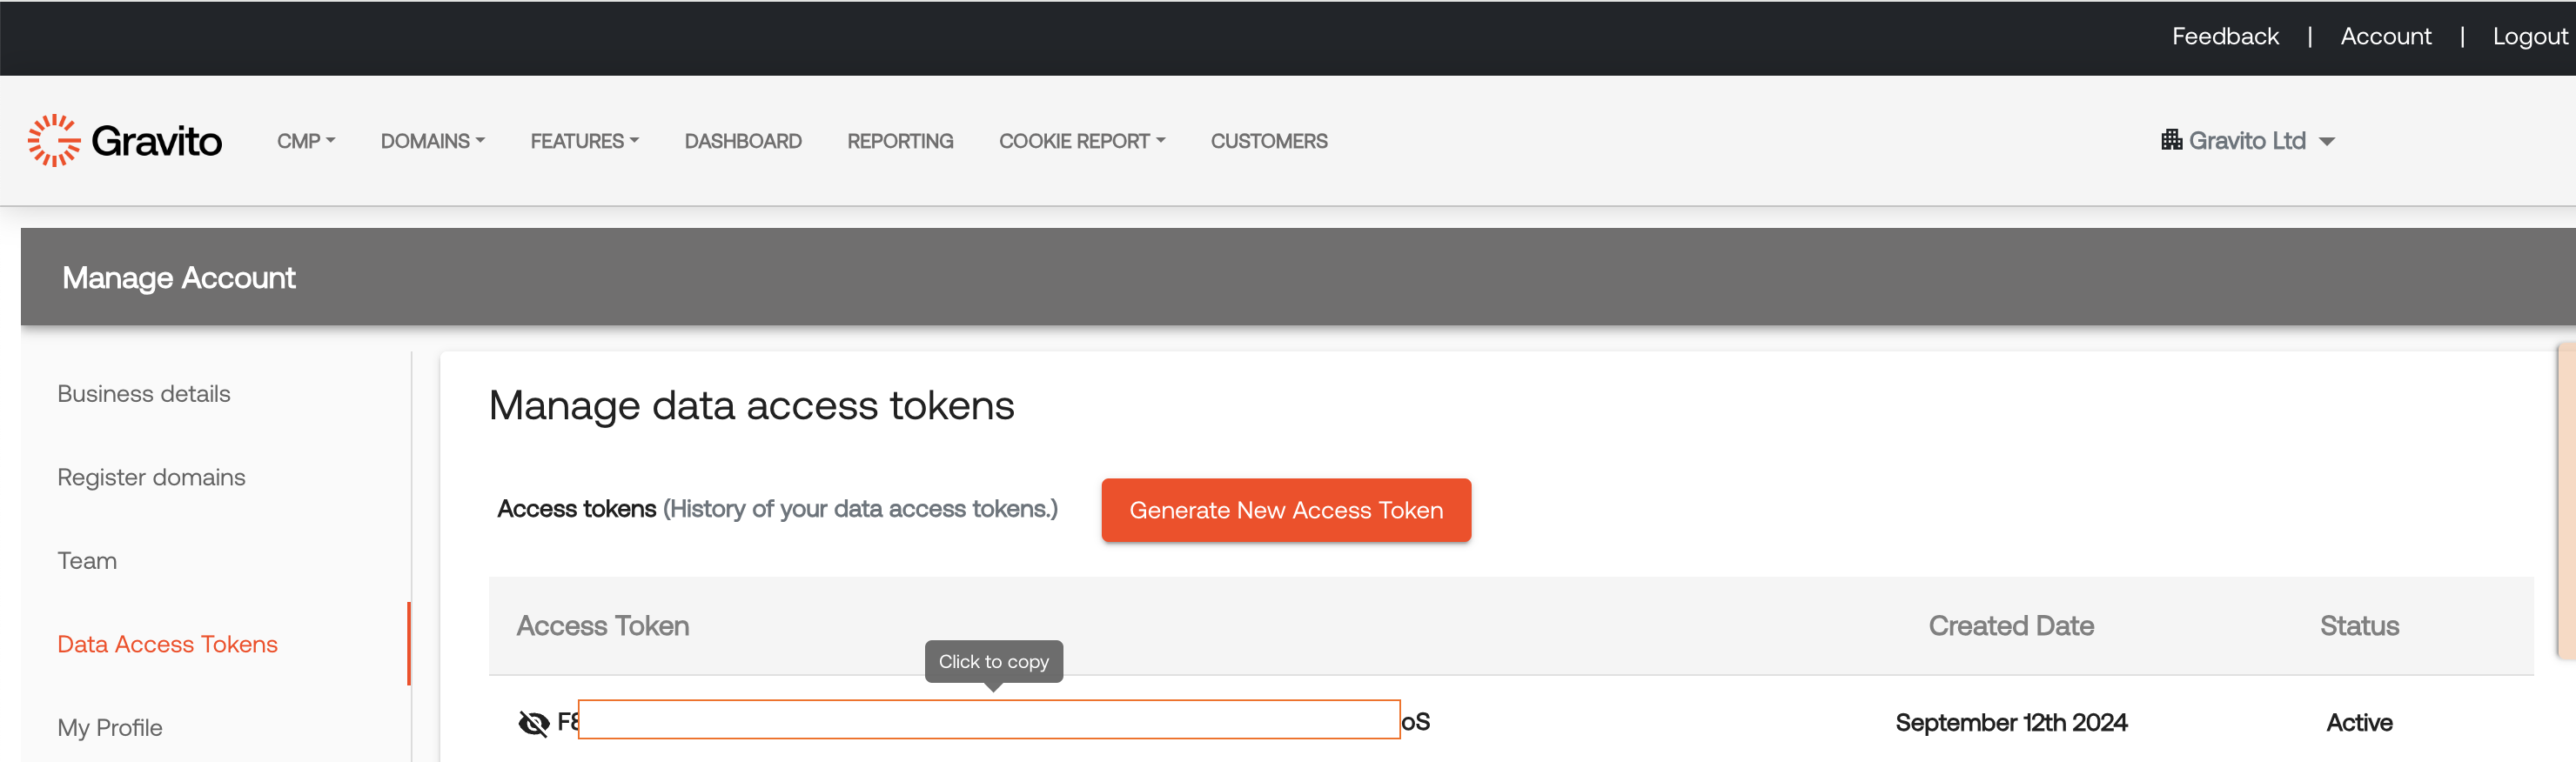 Feedback | Account | Logout
Gravito CMP DOMAINS FEATURES DASHBOARD REPORTING COOKIE REPORT CUSTOMERS Gravito Ltd
Manage Account
Business details
Register domains
Team
Data Access Tokens
My Profile
Manage data access tokens
Access tokens (History of your data access tokens.) Generate New Access Token
Access Token Created Date Status
Click to copy
F8 oS September 12th 2024 Active